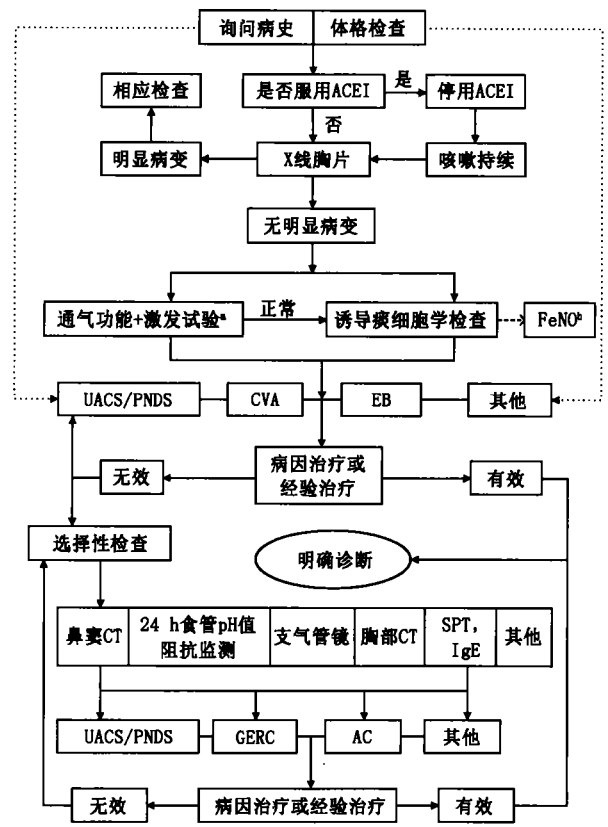 询问病史 体格检查
相应检查 是否服用ACEI 是 停用ACEI
否
明显病变 X线胸片 咳嗽持续
无明显病变
通气功能+激发试验ᵃ 正常 诱导痰细胞学检查 FeNOᵇ
UACS/PNDS CVA EB 其他
无效 病因治疗或 有效
经验治疗
选择性检查 明确诊断
鼻窦CT 24 h食管pH值 支气管镜 胸部CT SPT, 其他
阻抗监测 IgE
UACS/PNDS GERC AC 其他
无效 病因治疗或经验治疗 有效